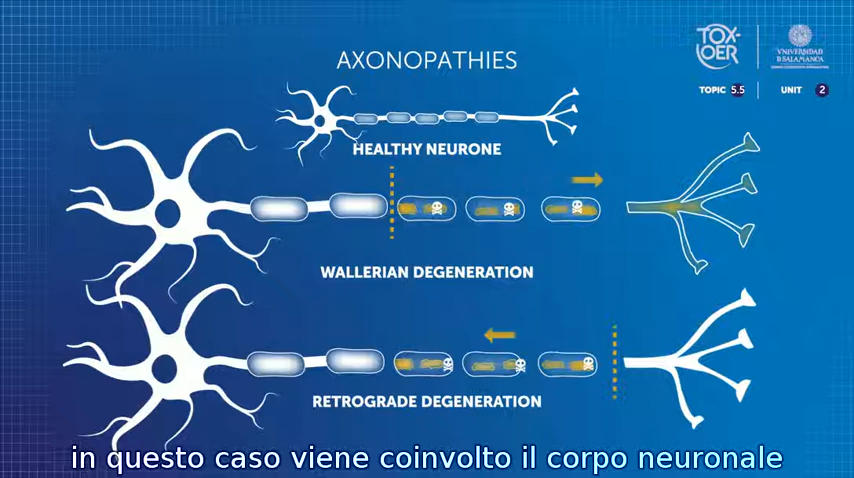 AXONOPATHIES
TOX-
OER
VNiVERSiDAD
D SALAMANCA
TOPIC 5.5
UNIT 2
HEALTHY NEURONE
WALLERIAN DEGENERATION
RETROGRADE DEGENERATION
in questo caso viene coinvolto il corpo neuronale